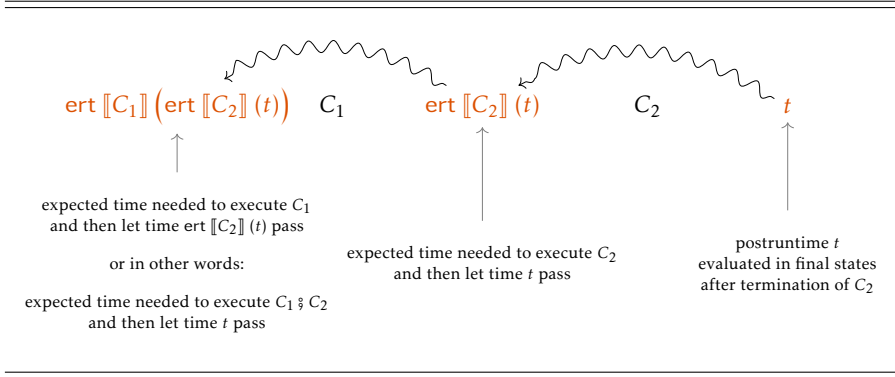 ert ⟦C₁⟧ (ert ⟦C₂⟧ (t)) C₁ ert ⟦C₂⟧ (t) C₂ t
expected time needed to execute C₁
and then let time ert ⟦C₂⟧ (t) pass
or in other words:
expected time needed to execute C₁ ⨟ C₂
and then let time t pass
expected time needed to execute C₂
and then let time t pass
postruntime t
evaluated in final states
after termination of C₂